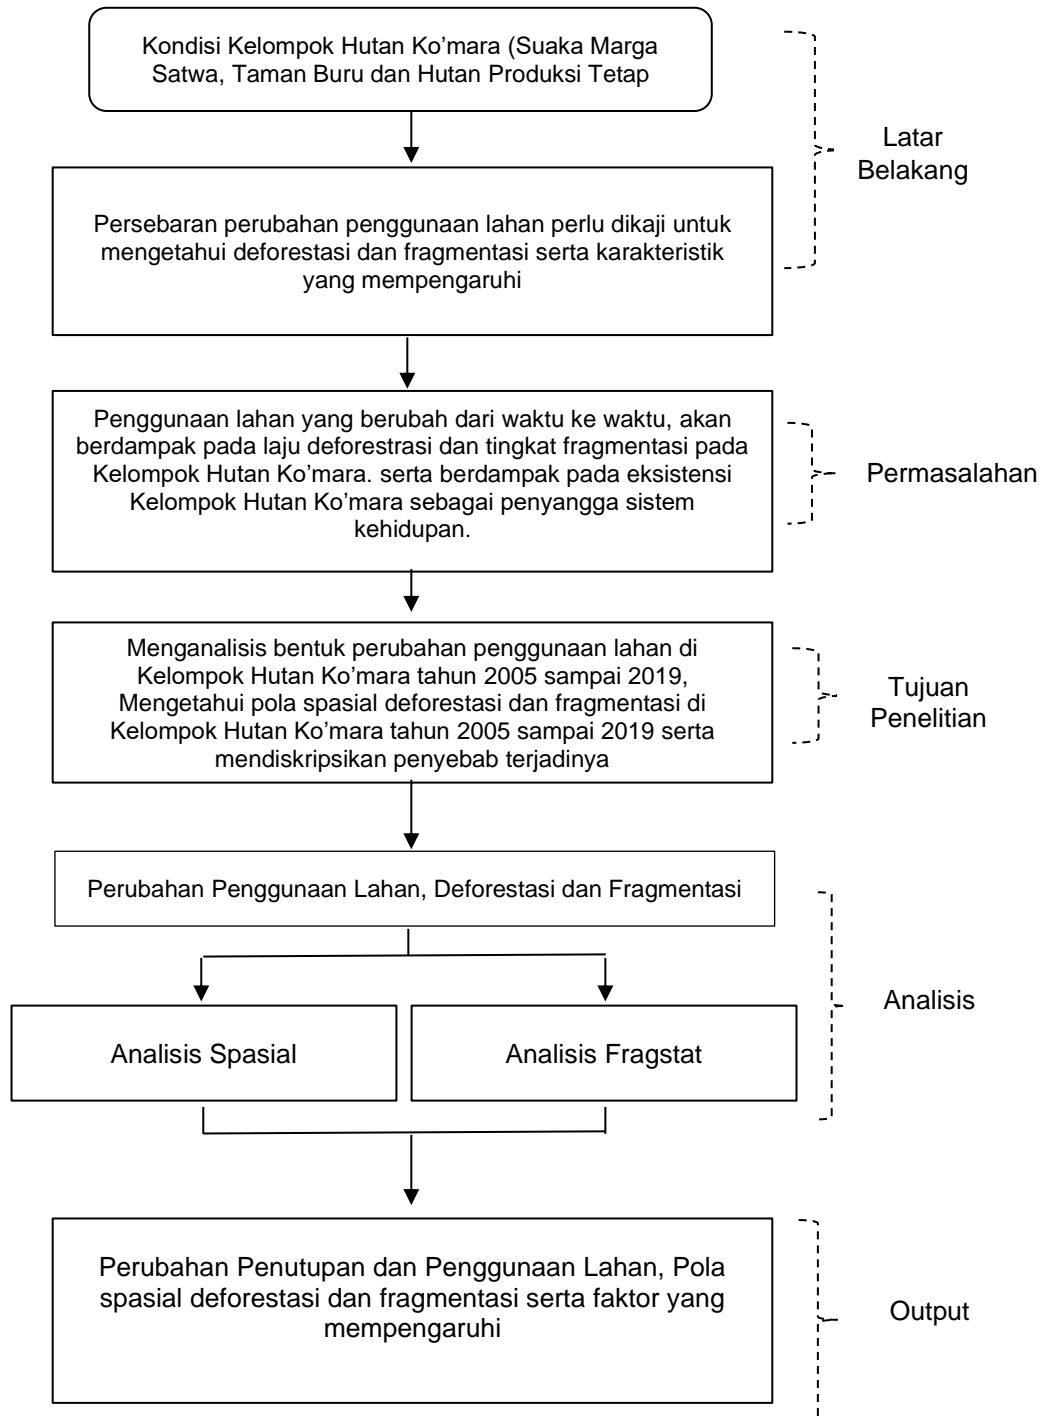 Kondisi Kelompok Hutan Ko’mara (Suaka Marga
Satwa, Taman Buru dan Hutan Produksi Tetap
Latar
Belakang
Persebaran perubahan penggunaan lahan perlu dikaji untuk
mengetahui deforestasi dan fragmentasi serta karakteristik
yang mempengaruhi
Penggunaan lahan yang berubah dari waktu ke waktu, akan
berdampak pada laju deforestrasi dan tingkat fragmentasi pada
Kelompok Hutan Ko’mara. serta berdampak pada eksistensi
Kelompok Hutan Ko’mara sebagai penyangga sistem
kehidupan.
Permasalahan
Menganalisis bentuk perubahan penggunaan lahan di
Kelompok Hutan Ko’mara tahun 2005 sampai 2019,
Mengetahui pola spasial deforestasi dan fragmentasi di
Kelompok Hutan Ko’mara tahun 2005 sampai 2019 serta
mendiskripsikan penyebab terjadinya
Tujuan
Penelitian
Perubahan Penggunaan Lahan, Deforestasi dan Fragmentasi
Analisis Spasial
Analisis Fragstat
Analisis
Perubahan Penutupan dan Penggunaan Lahan, Pola
spasial deforestasi dan fragmentasi serta faktor yang
mempengaruhi
Output